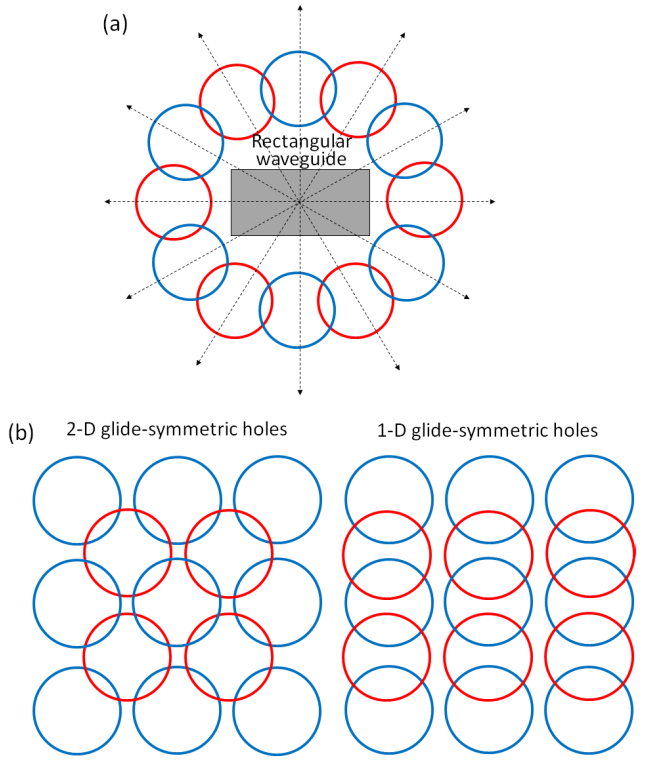 (a)
Rectangular
waveguide
(b)
2-D glide-symmetric holes
1-D glide-symmetric holes